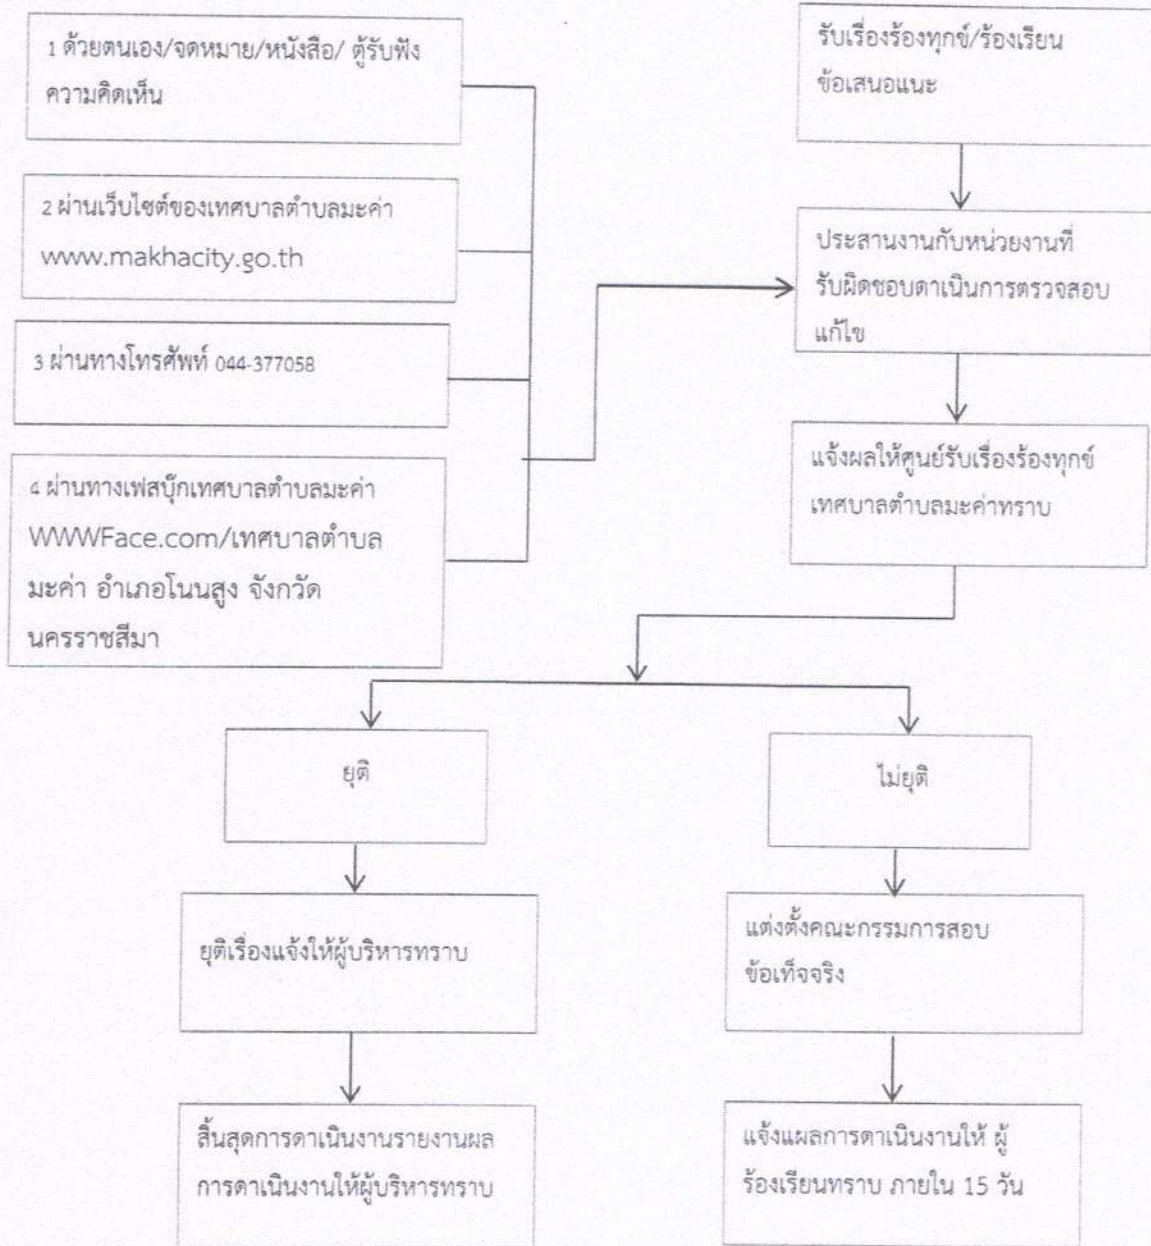 1 ด้วยตนเอง/จดหมาย/หนังสือ/ ตู้รับฟัง
ความคิดเห็น
2 ผ่านเว็บไซต์ของเทศบาลตำบลมะค่า
www.makhacity.go.th
3 ผ่านทางโทรศัพท์ 044-377058
4 ผ่านทางเฟสบุ๊กเทศบาลตำบลมะค่า
WWWFace.com/เทศบาลตำบล
มะค่า อำเภอโนนสูง จังกวัด
นครราชสีมา
รับเรื่องร้องทุกข์/ร้องเรียน
ข้อเสนอแนะ
ประสานงานกับหน่วยงานที่
รับผิดชอบดาเนินการตรวจสอบ
แก้ไข
แจ้งผลให้ศูนย์รับเรื่องร้องทุกข์
เทศบาลตำบลมะค่าทราบ
ยุติ
ไม่ยุติ
ยุติเรื่องแจ้งให้ผู้บริหารทราบ
แต่งตั้งคณะกรรมการสอบ
ข้อเท็จจริง
สิ้นสุดการดาเนินงานรายงานผล
การดาเนินงานให้ผู้บริหารทราบ
แจ้งแผลการดาเนินงานให้ ผู้
ร้องเรียนทราบ ภายใน 15 วัน